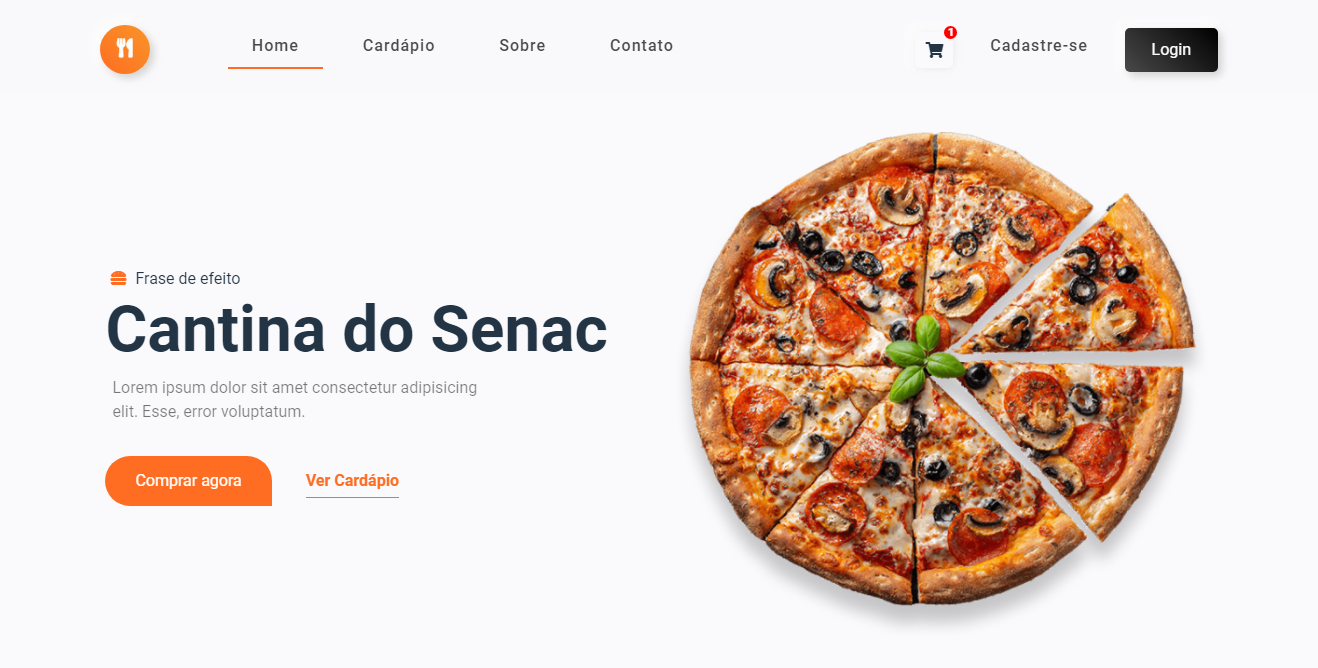 Home
Cardápio
Sobre
Contato
1
Cadastre-se
Login
Frase de efeito
Cantina do Senac
Lorem ipsum dolor sit amet consectetur adipisicing
elit. Esse, error voluptatum.
Comprar agora
Ver Cardápio